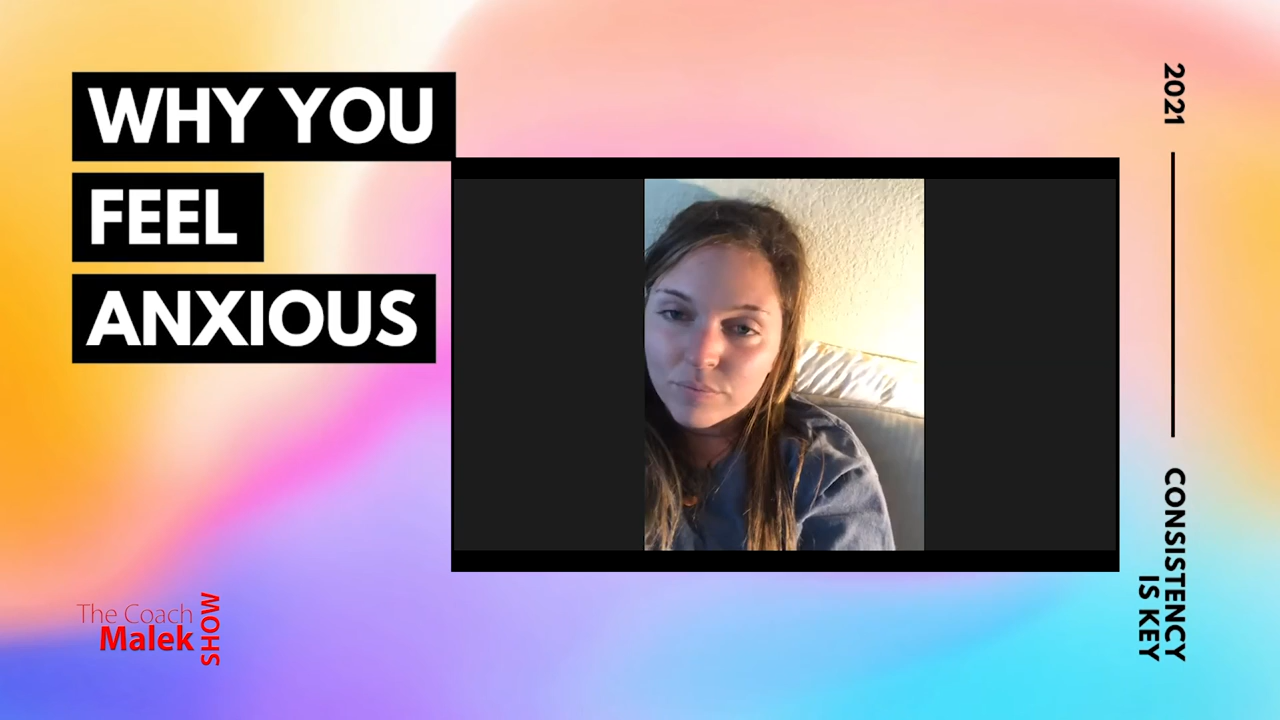 WHY YOU
FEEL
ANXIOUS
2021
CONSISTENCY
IS KEY
The Coach
Malek
SHOW